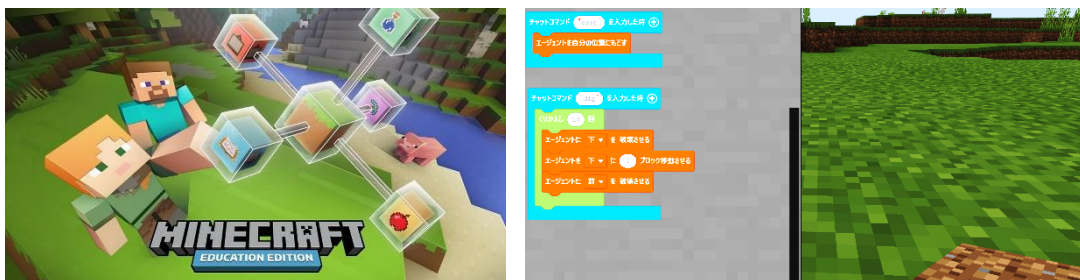 MINECRAFT
EDUCATION EDITION
チャットコマンド を入力した時
エージェントを自分の位置にもどす
チャットコマンド を入力した時
くりかえし 回
エージェントに 下 を 破壊させる
エージェントを 下 に ブロック移動させる
エージェントに 前 を 破壊させる